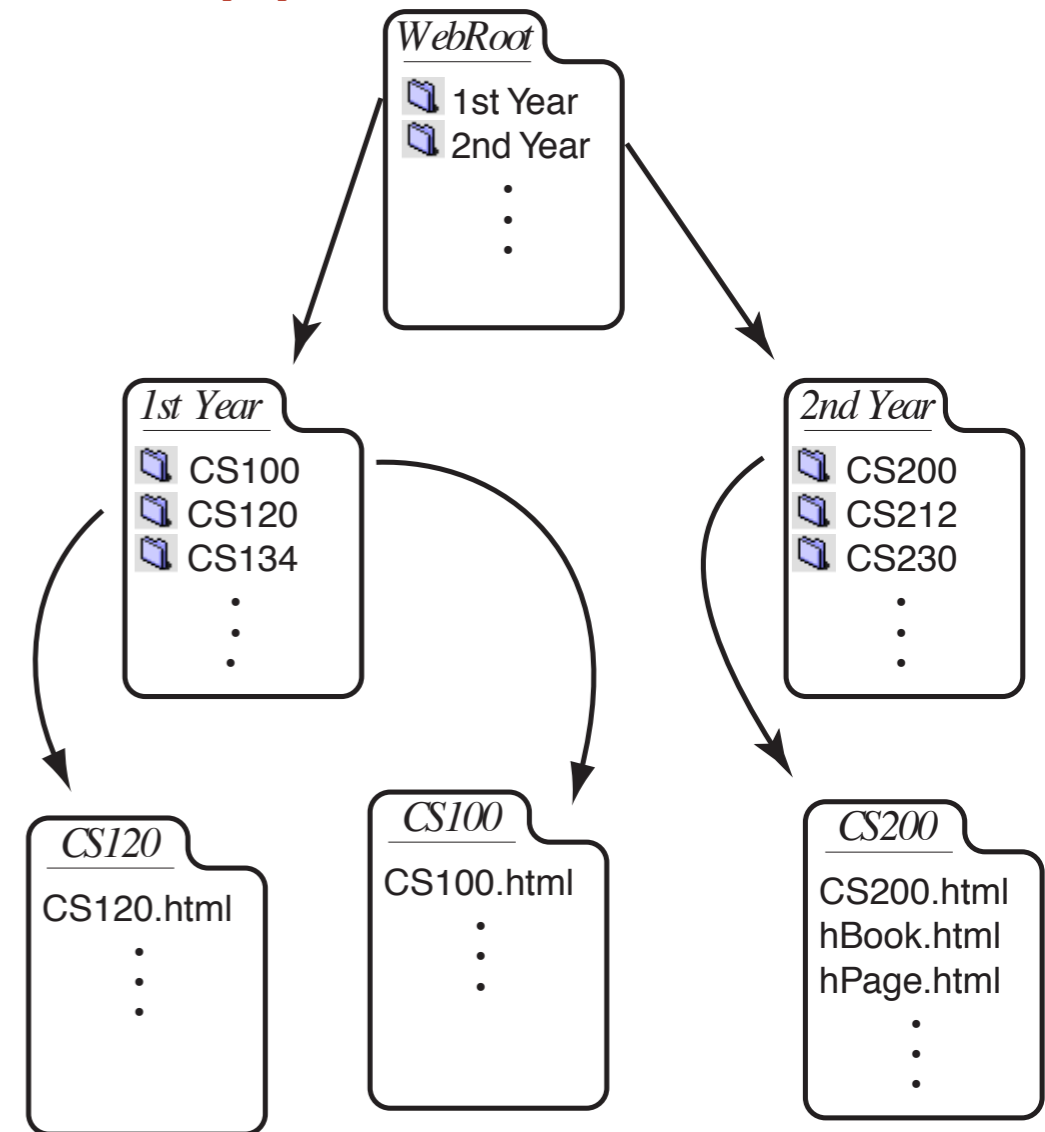 WebRoot
1st Year
2nd Year
1st Year
CS100
CS120
CS134
2nd Year
CS200
CS212
CS230
CS120
CS120.html
CS100
CS100.html
CS200
CS200.html
hBook.html
hPage.html